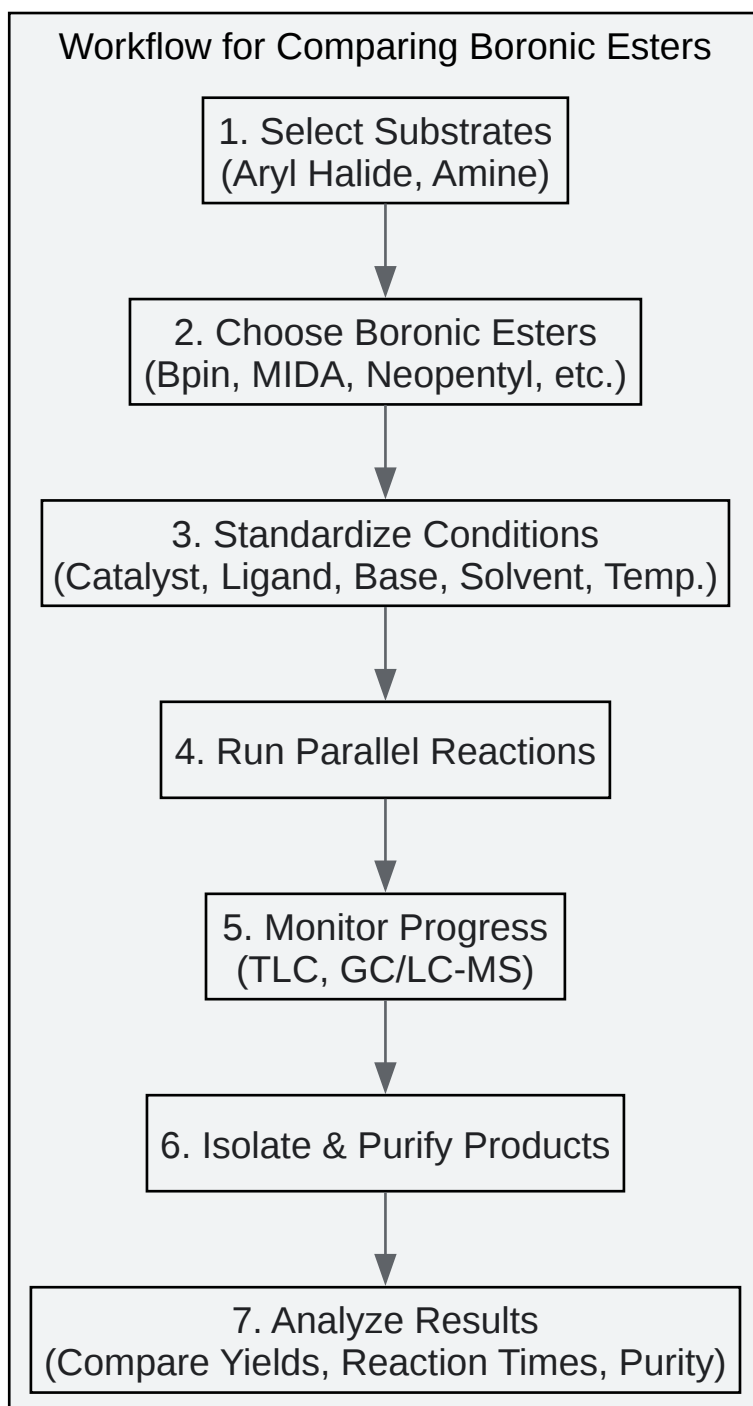 Workflow for Comparing Boronic Esters
1. Select Substrates
(Aryl Halide, Amine)
2. Choose Boronic Esters
(Bpin, MIDA, Neopentyl, etc.)
3. Standardize Conditions
(Catalyst, Ligand, Base, Solvent, Temp.)
4. Run Parallel Reactions
5. Monitor Progress
(TLC, GC/LC-MS)
6. Isolate & Purify Products
7. Analyze Results
(Compare Yields, Reaction Times, Purity)